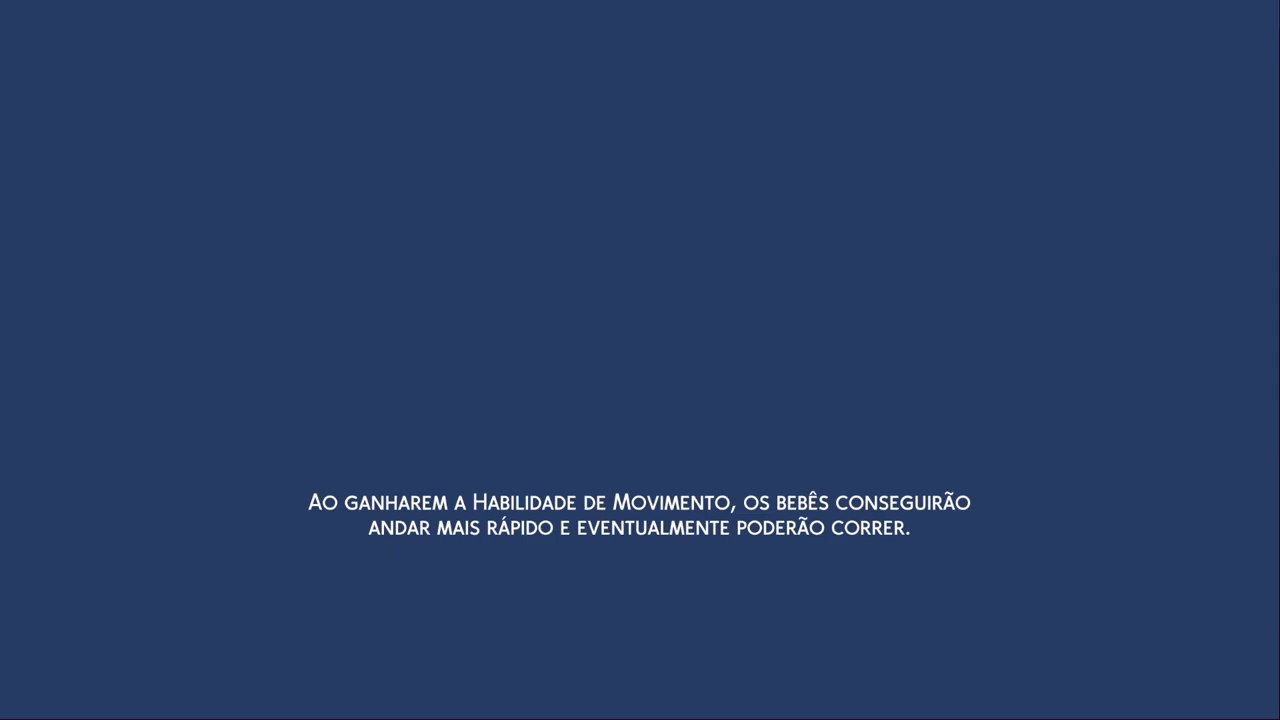 Ao ganharem a Habilidade de Movimento, os bebês conseguirão
andar mais rápido e eventualmente poderão correr.